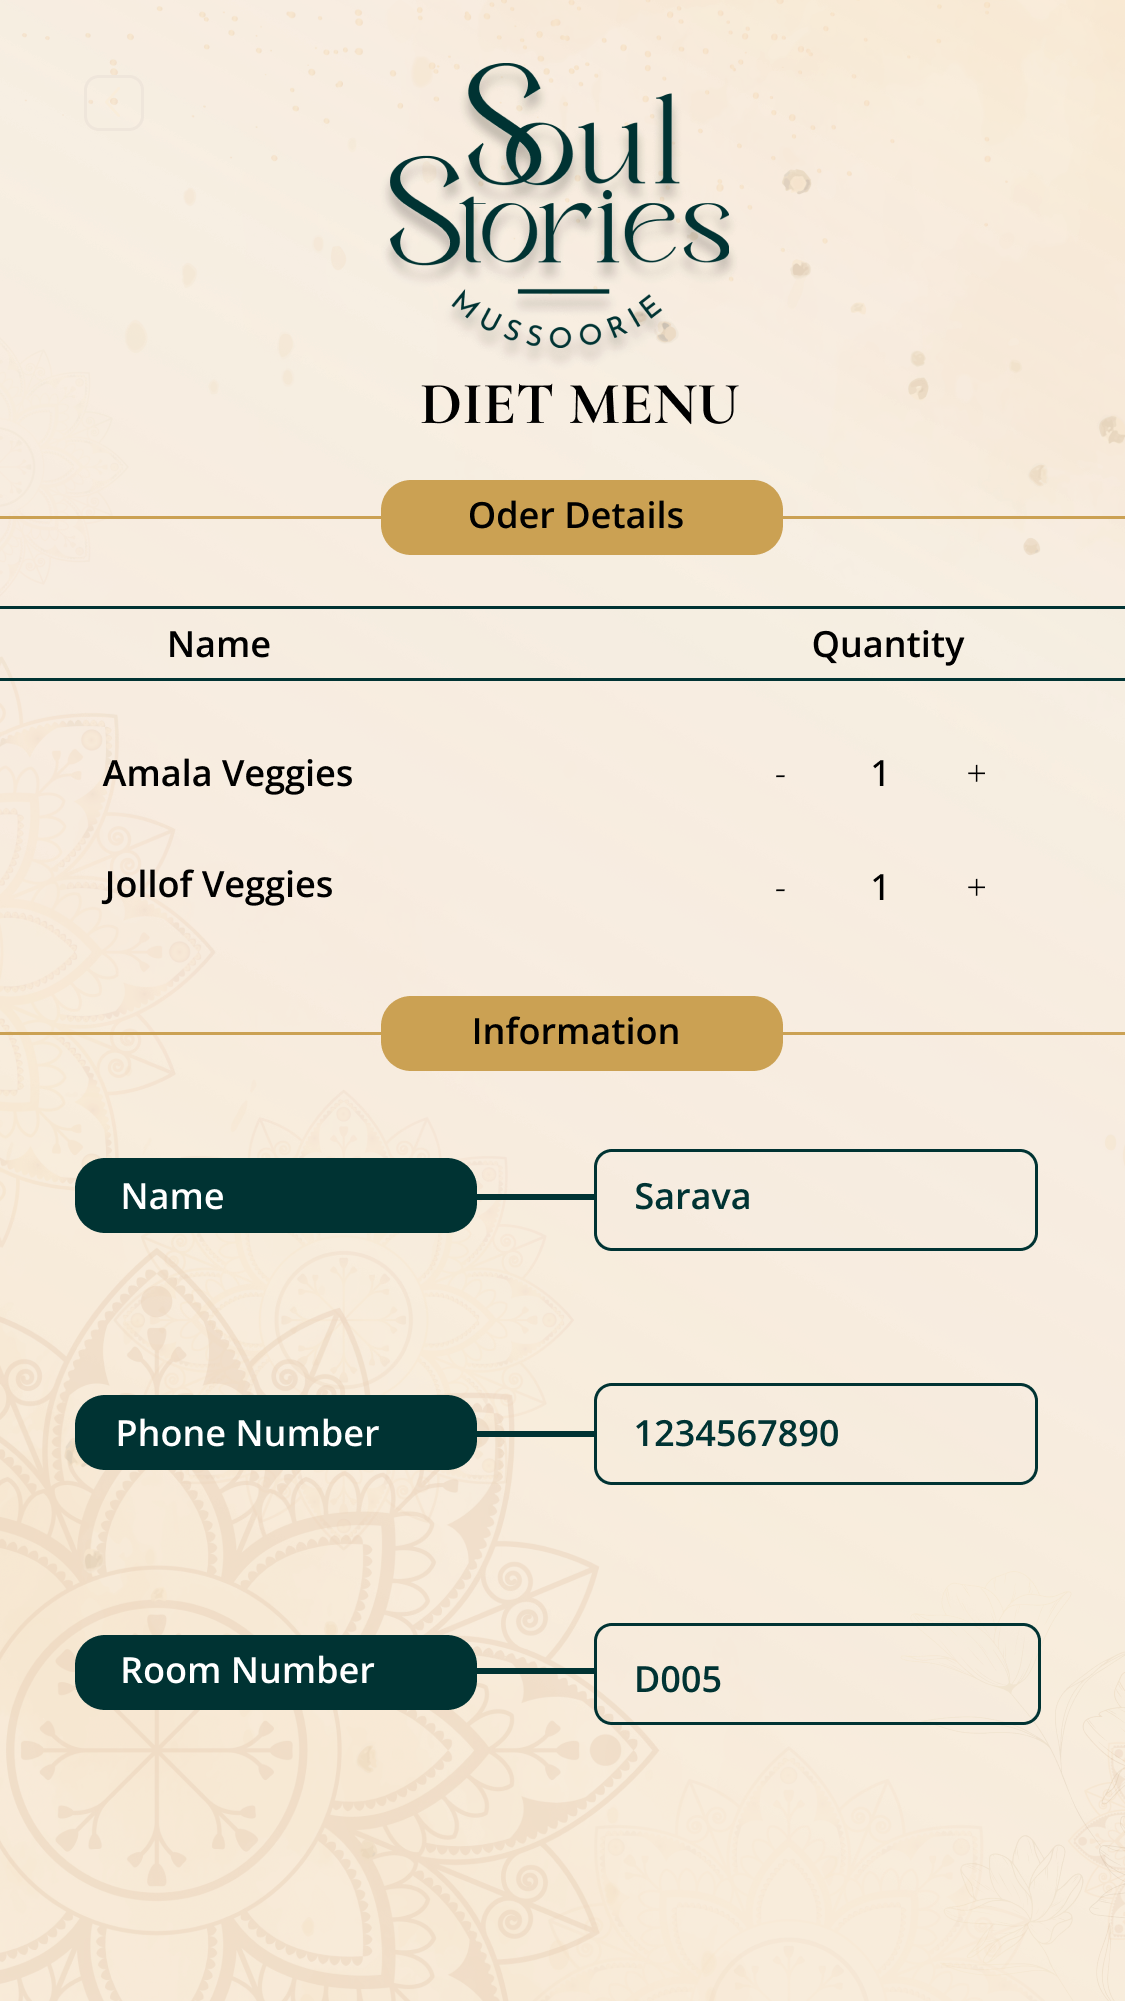 Soul
Stories
MUSSOORIE
DIET MENU
Oder Details
Name Quantity
Amala Veggies - 1 +
Jollof Veggies - 1 +
Information
Name Sarava
Phone Number 1234567890
Room Number D005